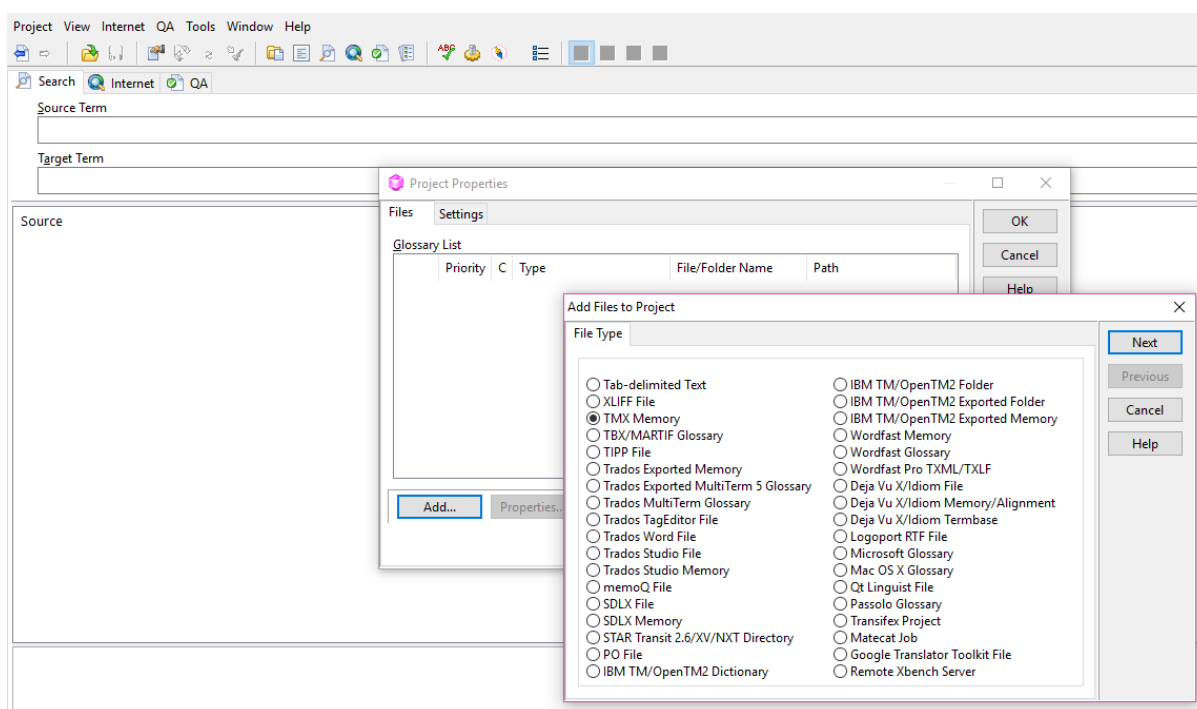 Project View Internet QA Tools Window Help
ABC
Search Internet QA
Source Term
Target Term
Source
Project Properties
Files Settings
Glossary List
Priority C Type File/Folder Name Path
OK
Cancel
Help
Add... Properties...
Add Files to Project
File Type
Tab-delimited Text
XLIFF File
TMX Memory
TBX/MARTIF Glossary
TIPP File
Trados Exported Memory
Trados Exported MultiTerm 5 Glossary
Trados MultiTerm Glossary
Trados TagEditor File
Trados Word File
Trados Studio File
Trados Studio Memory
memoQ File
SDLX File
SDLX Memory
STAR Transit 2.6/XV/NXT Directory
PO File
IBM TM/OpenTM2 Dictionary
IBM TM/OpenTM2 Folder
IBM TM/OpenTM2 Exported Folder
IBM TM/OpenTM2 Exported Memory
Wordfast Memory
Wordfast Glossary
Wordfast Pro TXML/TXLF
Deja Vu X/Idiom File
Deja Vu X/Idiom Memory/Alignment
Deja Vu X/Idiom Termbase
Logoport RTF File
Microsoft Glossary
Mac OS X Glossary
Qt Linguist File
Passolo Glossary
Transifex Project
Matecat Job
Google Translator Toolkit File
Remote Xbench Server
Next
Previous
Cancel
Help